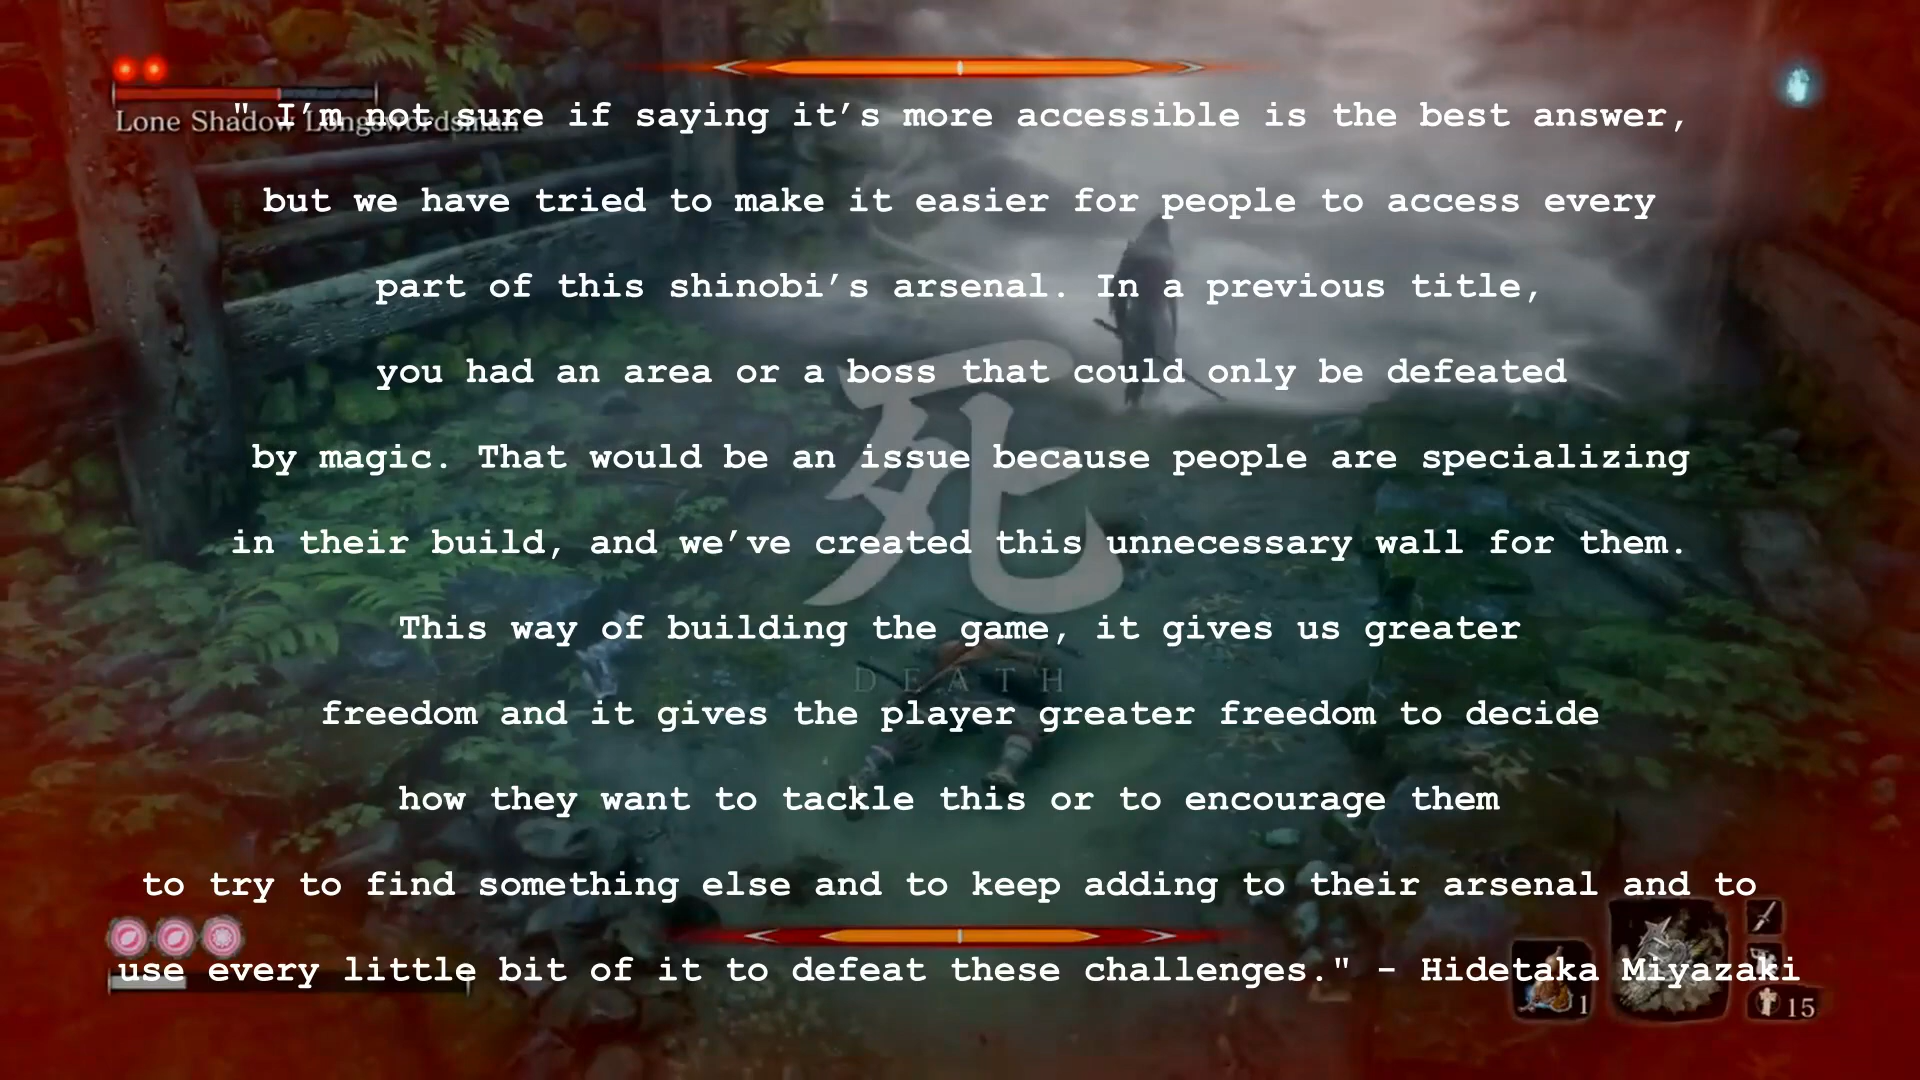 Lone Shadow Longswordsman
" I’m not sure if saying it’s more accessible is the best answer,
but we have tried to make it easier for people to access every
part of this shinobi’s arsenal. In a previous title,
you had an area or a boss that could only be defeated
by magic. That would be an issue because people are specializing
in their build, and we’ve created this unnecessary wall for them.
死
This way of building the game, it gives us greater
DEATH
freedom and it gives the player greater freedom to decide
how they want to tackle this or to encourage them
to try to find something else and to keep adding to their arsenal and to
use every little bit of it to defeat these challenges." - Hidetaka Miyazaki
1
15